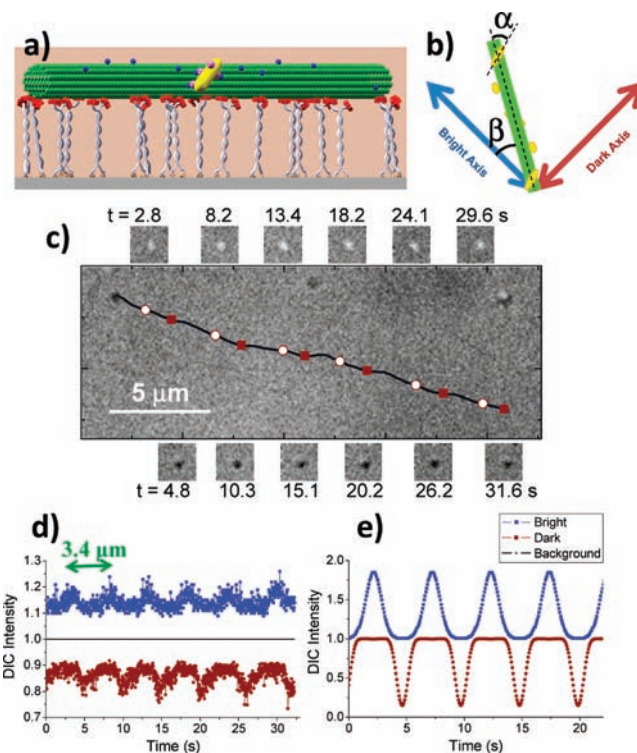 a)
b)
α
β
Bright Axis
Dark Axis
t = 2.8 8.2 13.4 18.2 24.1 29.6 s
c)
5 μm
t = 4.8 10.3 15.1 20.2 26.2 31.6 s
d)
3.4 μm
1.3
1.2
1.1
1.0
0.9
0.8
0.7
DIC Intensity
0 5 10 15 20 25 30
Time (s)
e)
Bright
Dark
Background
2.0
1.5
1.0
0.5
0.0
DIC Intensity
0 5 10 15 20
Time (s)